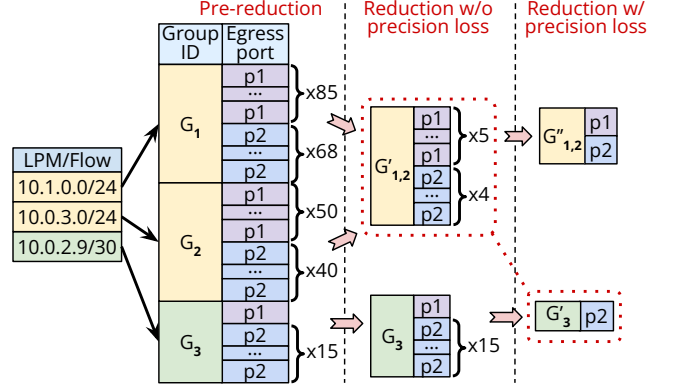 Pre-reduction
Reduction w/o
precision loss
Reduction w/
precision loss
Group
ID
Egress
port
LPM/Flow
10.1.0.0/24
10.0.3.0/24
10.0.2.9/30
G1
p1
...
p1
x85
p2
...
p2
x68
G2
p1
...
p1
x50
p2
...
p2
x40
G3
p1
p2
...
p2
x15
G'1,2
p1
...
p1
x5
p2
...
p2
x4
G3
p1
p2
...
p2
x15
G"1,2
p1
p2
G'3
p2